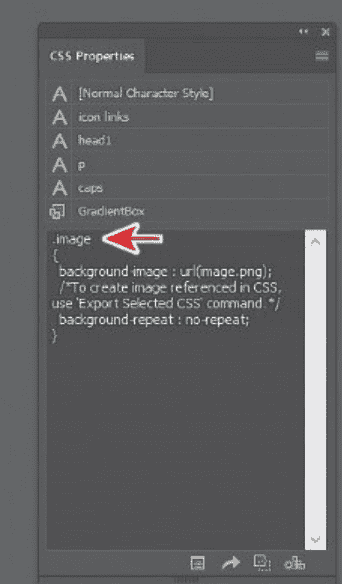 CSS Properties
[Normal Character Style]
icon links
head1
p
caps
GradientBox
.image
{
background-image : url(image.png);
/*To create image referenced in CSS,
use 'Export Selected CSS' command.*/
background-repeat : no-repeat;
}